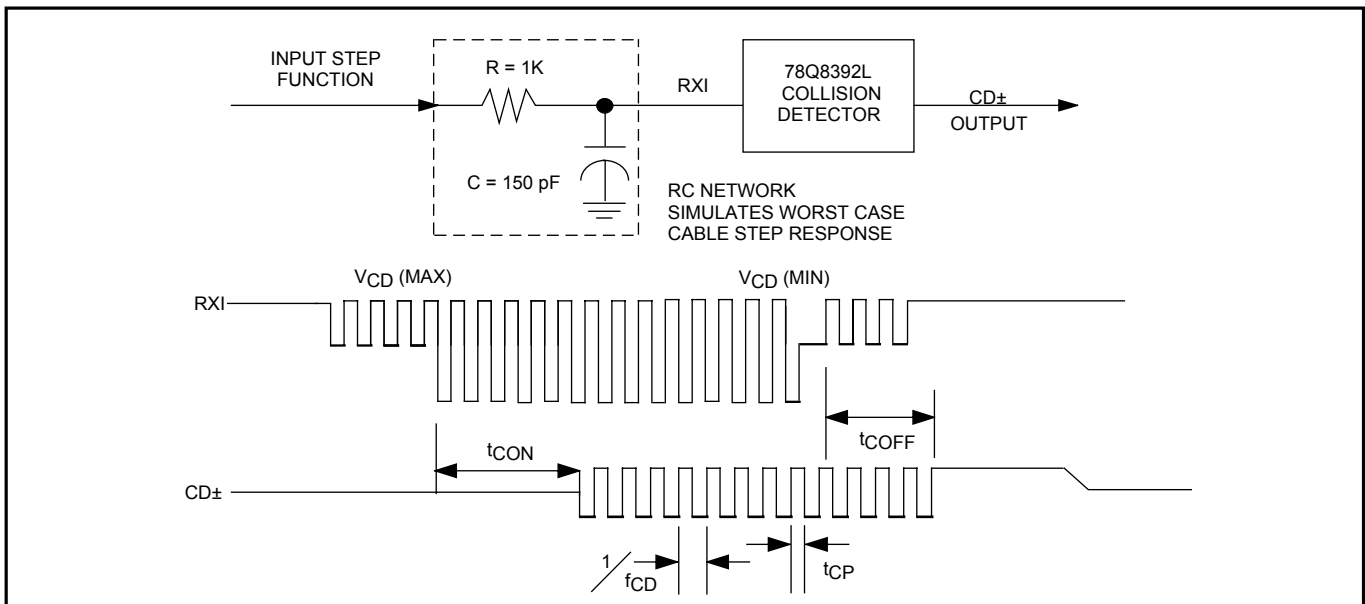 INPUT STEP
FUNCTION
R = 1K
C = 150 pF
RXI
78Q8392L
COLLISION
DETECTOR
CD±
OUTPUT
RC NETWORK
SIMULATES WORST CASE
CABLE STEP RESPONSE
VCD (MAX)
VCD (MIN)
RXI
tCON
tCOFF
CD±
1/fCD
tCP